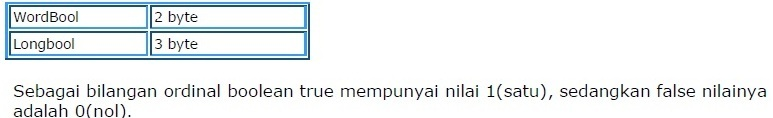 WordBool 2 byte
Longbool 3 byte
Sebagai bilangan ordinal boolean true mempunyai nilai 1(satu), sedangkan false nilainya
adalah 0(nol).